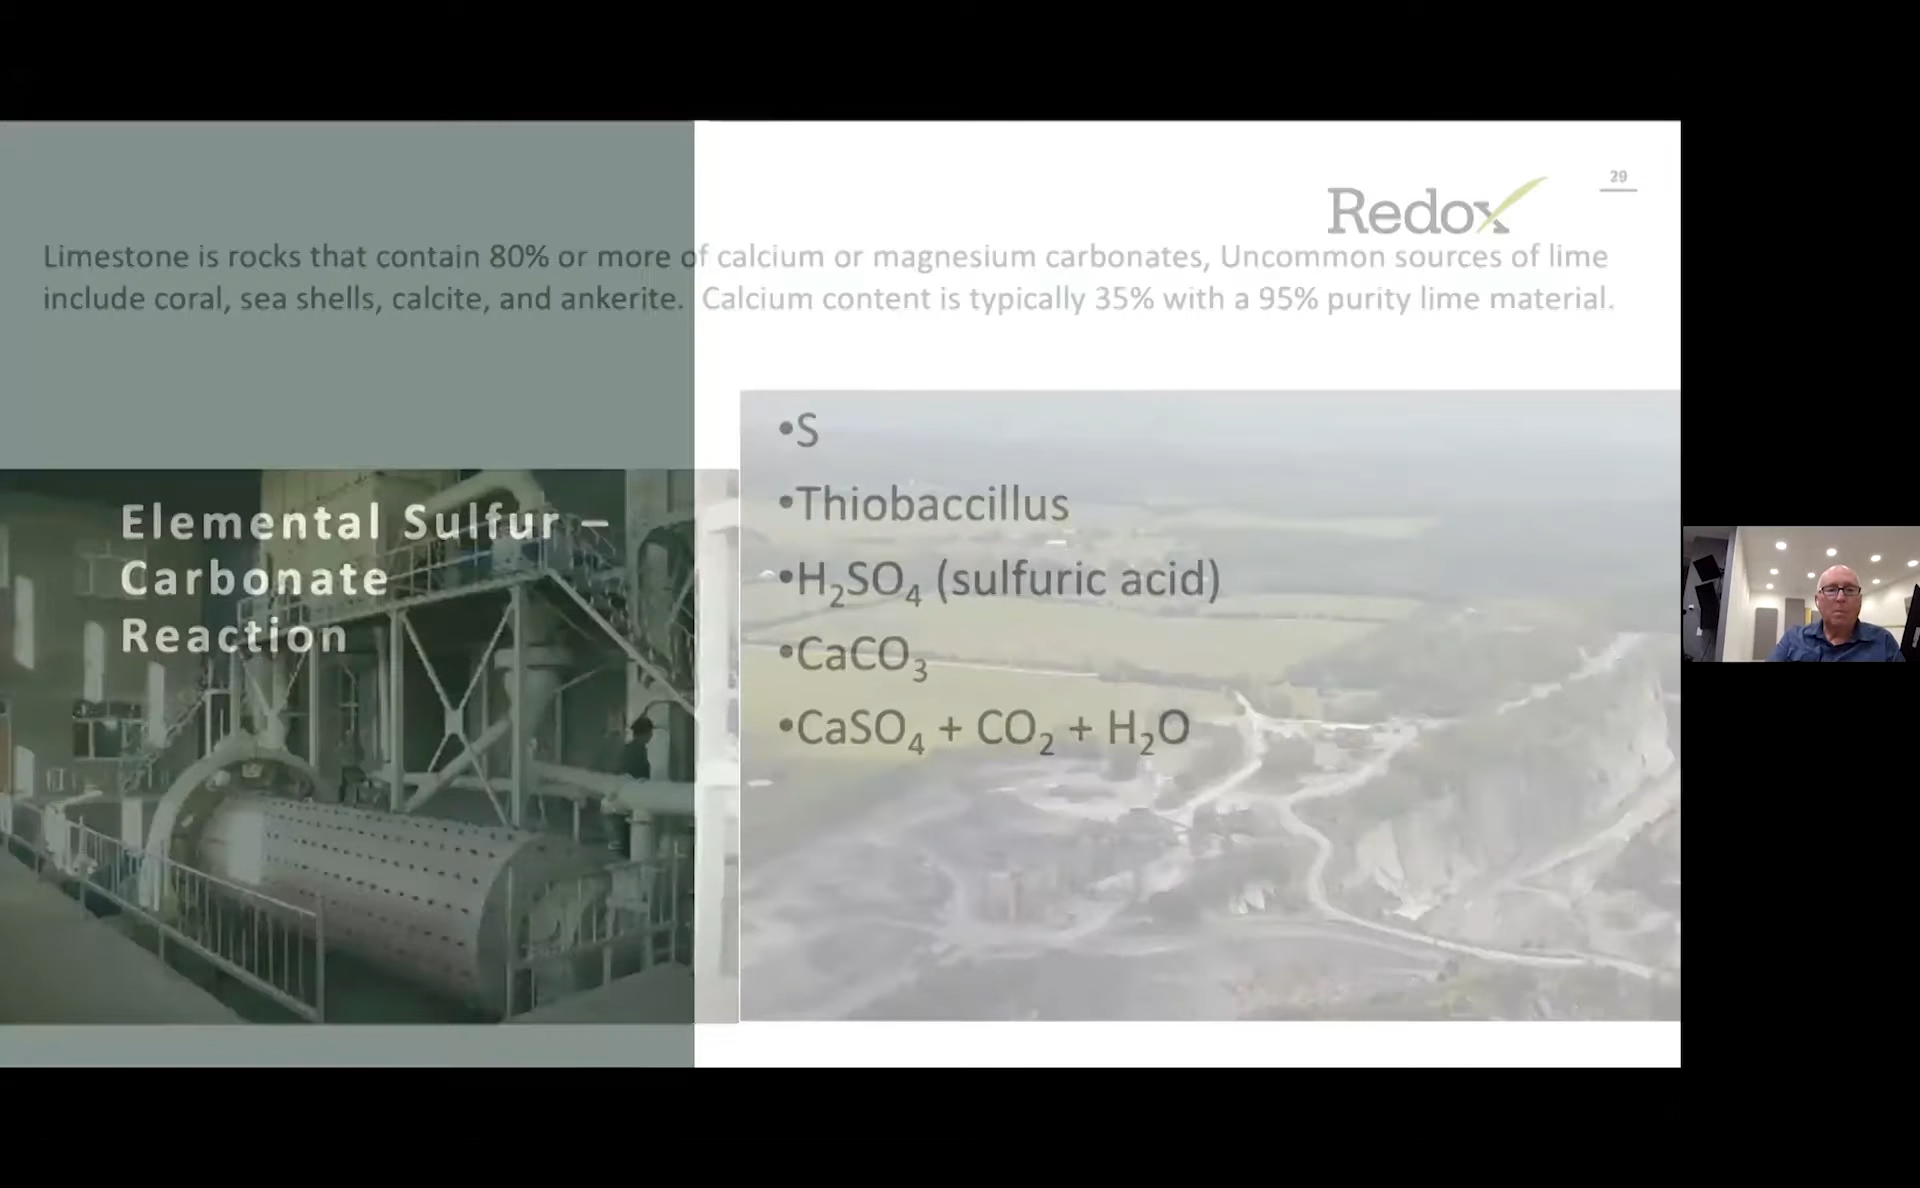 29
Redox
Limestone is rocks that contain 80% or more of calcium or magnesium carbonates, Uncommon sources of lime
include coral, sea shells, calcite, and ankerite. Calcium content is typically 35% with a 95% purity lime material.
Elemental Sulfur –
Carbonate
Reaction
•S
•Thiobaccillus
•H₂SO₄ (sulfuric acid)
•CaCO₃
•CaSO₄ + CO₂ + H₂O